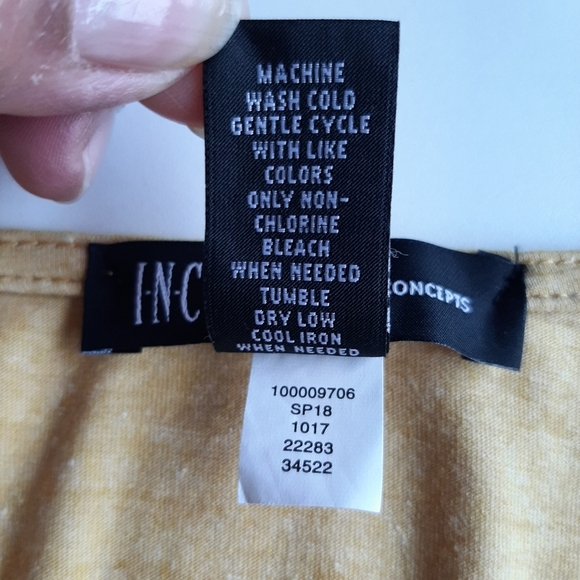 MACHINE
WASH COLD
GENTLE CYCLE
WITH LIKE
COLORS
ONLY NON-
CHLORINE
BLEACH
WHEN NEEDED
TUMBLE
DRY LOW
COOL IRON
WHEN NEEDED
I·N·C
ONCEPTS
100009706
SP18
1017
22283
34522